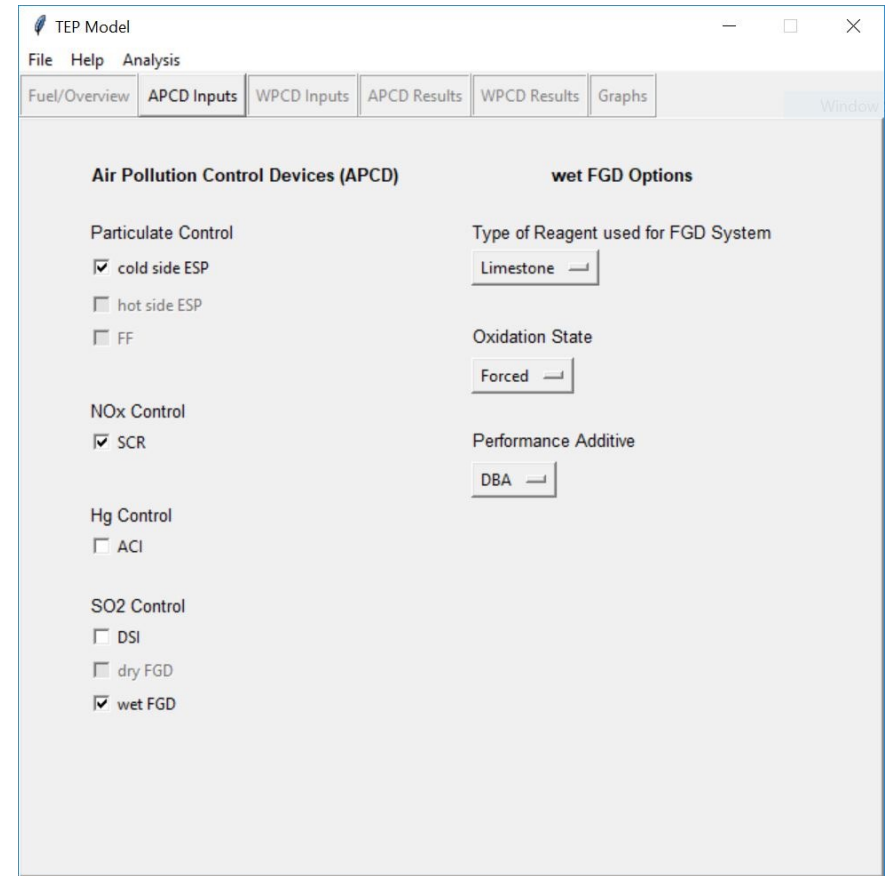 TEP Model
File Help Analysis
Fuel/Overview APCD Inputs WPCD Inputs APCD Results WPCD Results Graphs
Window
Air Pollution Control Devices (APCD)
Particulate Control
cold side ESP
hot side ESP
FF
NOx Control
SCR
Hg Control
ACI
SO2 Control
DSI
dry FGD
wet FGD
wet FGD Options
Type of Reagent used for FGD System
Limestone
Oxidation State
Forced
Performance Additive
DBA